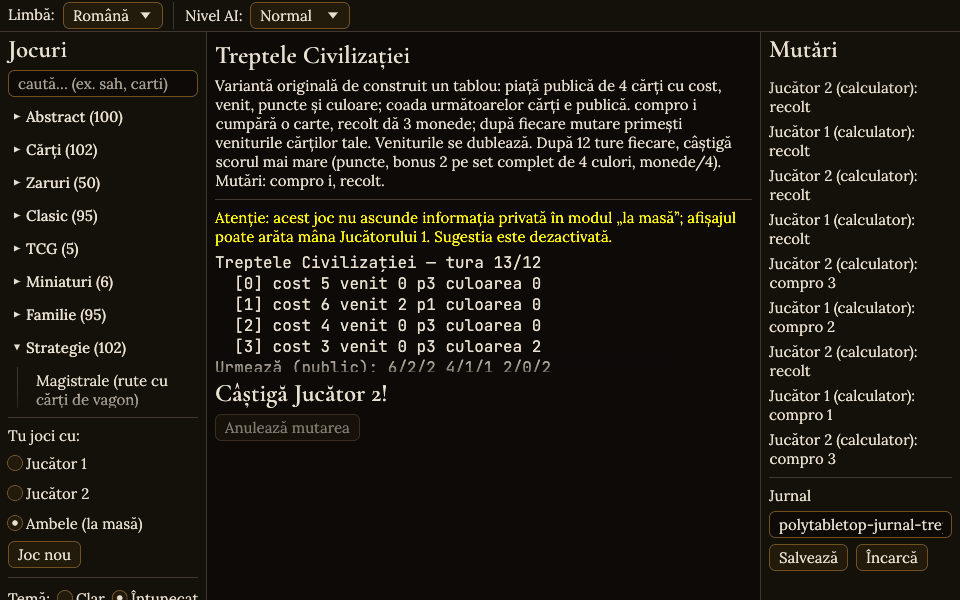 Limbă: Română Nivel AI: Normal
Jocuri
caută... (ex. sah, carti)
Abstract (100)
Cărți (102)
Zaruri (50)
Clasic (95)
TCG (5)
Miniaturi (6)
Familie (95)
Strategie (102)
Magistrale (rute cu
cărți de vagon)
Tu joci cu:
Jucător 1
Jucător 2
Ambele (la masă)
Joc nou
Temă: Clar Întunecat
Treptele Civilizației
Variantă originală de construit un tablou: piață publică de 4 cărți cu cost,
venit, puncte și culoare; coada următoarelor cărți e publică. compro i
cumpără o carte, recolt dă 3 monede; după fiecare mutare primești
veniturile cărților tale. Veniturile se dublează. După 12 ture fiecare, câștigă
scorul mai mare (puncte, bonus 2 pe set complet de 4 culori, monede/4).
Mutări: compro i, recolt.
Atenție: acest joc nu ascunde informația privată în modul „la masă”; afișajul
poate arăta mâna Jucătorului 1. Sugestia este dezactivată.
Treptele Civilizației — tura 13/12
[0] cost 5 venit 0 p3 culoarea 0
[1] cost 6 venit 2 p1 culoarea 0
[2] cost 4 venit 0 p3 culoarea 0
[3] cost 3 venit 0 p3 culoarea 2
Urmează (public): 6/2/2 4/1/1 2/0/2
Câștigă Jucător 2!
Anulează mutarea
Mutări
Jucător 2 (calculator):
recolt
Jucător 1 (calculator):
recolt
Jucător 2 (calculator):
recolt
Jucător 1 (calculator):
recolt
Jucător 2 (calculator):
compro 3
Jucător 1 (calculator):
compro 2
Jucător 2 (calculator):
recolt
Jucător 1 (calculator):
compro 1
Jucător 2 (calculator):
compro 3
Jurnal
polytabletop-jurnal-tre
Salvează Încarcă